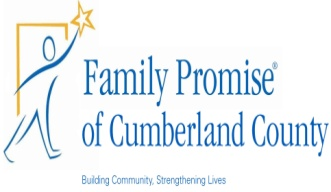 Family Promise®
of Cumberland County
Building Community, Strengthening Lives